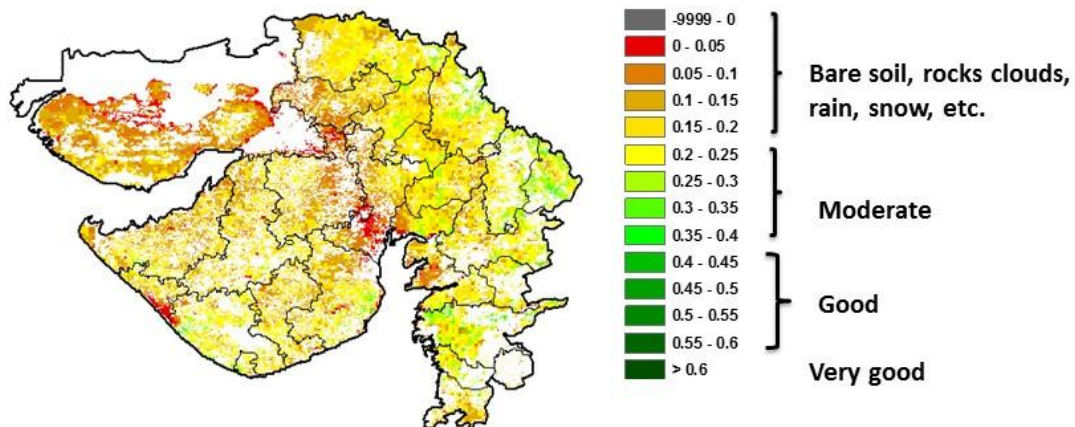 -9999 - 0
0 - 0.05
0.05 - 0.1
0.1 - 0.15
0.15 - 0.2
0.2 - 0.25
0.25 - 0.3
0.3 - 0.35
0.35 - 0.4
0.4 - 0.45
0.45 - 0.5
0.5 - 0.55
0.55 - 0.6
> 0.6
Bare soil, rocks clouds,
rain, snow, etc.
Moderate
Good
Very good